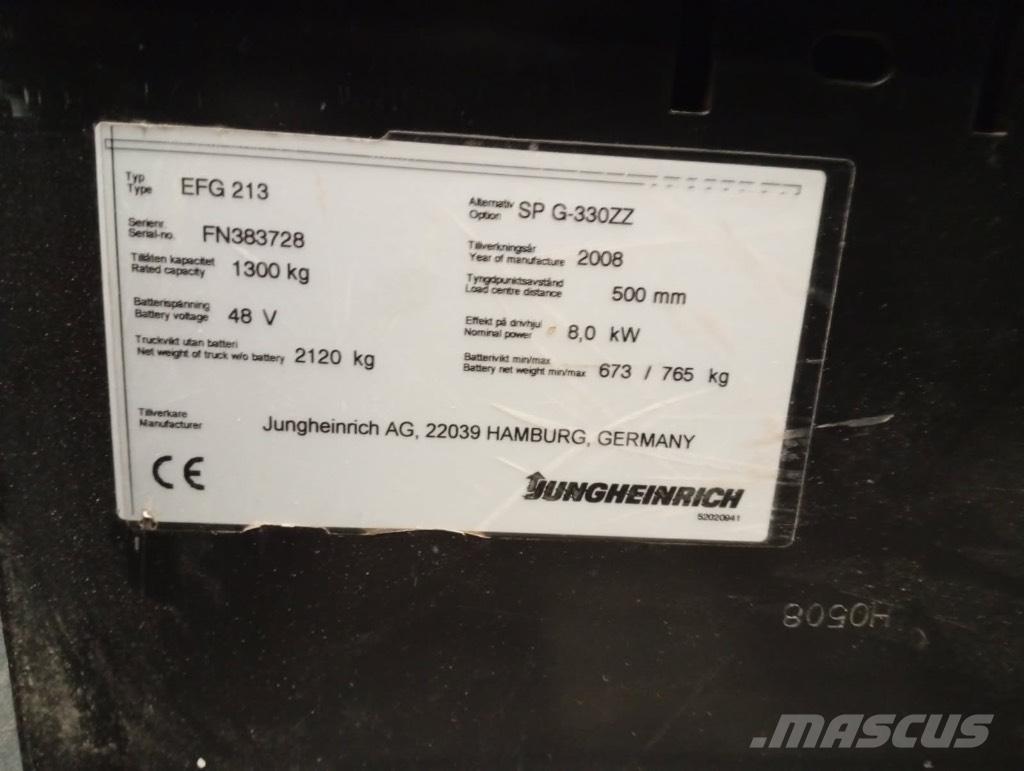 Typ
Type EFG 213
Alternativ
Option SP G-330ZZ
Serienr.
Serial-no. FN383728
Tillverkningsår
Year of manufacture 2008
Tillåten kapacitet
Rated capacity 1300 kg
Tyngdpunktsavstånd
Load centre distance 500 mm
Batterispänning
Battery voltage 48 V
Effekt på drivhjul
Nominal power 8,0 kW
Truckvikt utan batteri
Net weight of truck w/o battery 2120 kg
Batterivikt min/max
Battery net weight min/max 673 / 765 kg
Tillverkare
Manufacturer Jungheinrich AG, 22039 HAMBURG, GERMANY
CE
JUNGHEINRICH
52020941
H0508
MASCUS